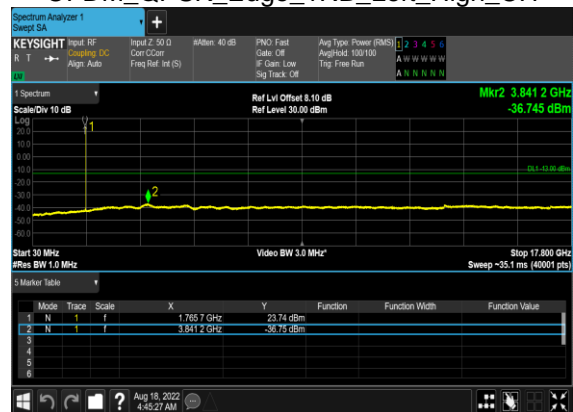 Spectrum Analyzer 1
Swept SA
+
KEYSIGHT Input: RF Input Z: 50 Ω #Atten: 40 dB PNO: Fast Avg Type: Power (RMS) 1 2 3 4 5 6
R T Coupling: DC Corr CCorr Gate: Off Avg|Hold: 100/100 A W W W W W
Align: Auto Freq Ref: Int (S) IF Gain: Low Trig: Free Run
LU Sig Track: Off A N N N N N
1 Spectrum Ref Lvl Offset 8.10 dB Mkr2 3.841 2 GHz
Scale/Div 10 dB Ref Level 30.00 dBm -36.745 dBm
Log
1
20.0
10.0
0.00
-10.0 DL1 -13.00 dBm
-20.0
2
-30.0
-40.0
-50.0
-60.0
Start 30 MHz Video BW 3.0 MHz* Stop 17.800 GHz
#Res BW 1.0 MHz Sweep ~35.1 ms (40001 pts)
5 Marker Table
Mode Trace Scale X Y Function Function Width Function Value
1 N 1 f 1.765 7 GHz 23.74 dBm
2 N 1 f 3.841 2 GHz -36.75 dBm
3
4
5
6
? Aug 18, 2022
4:45:27 AM